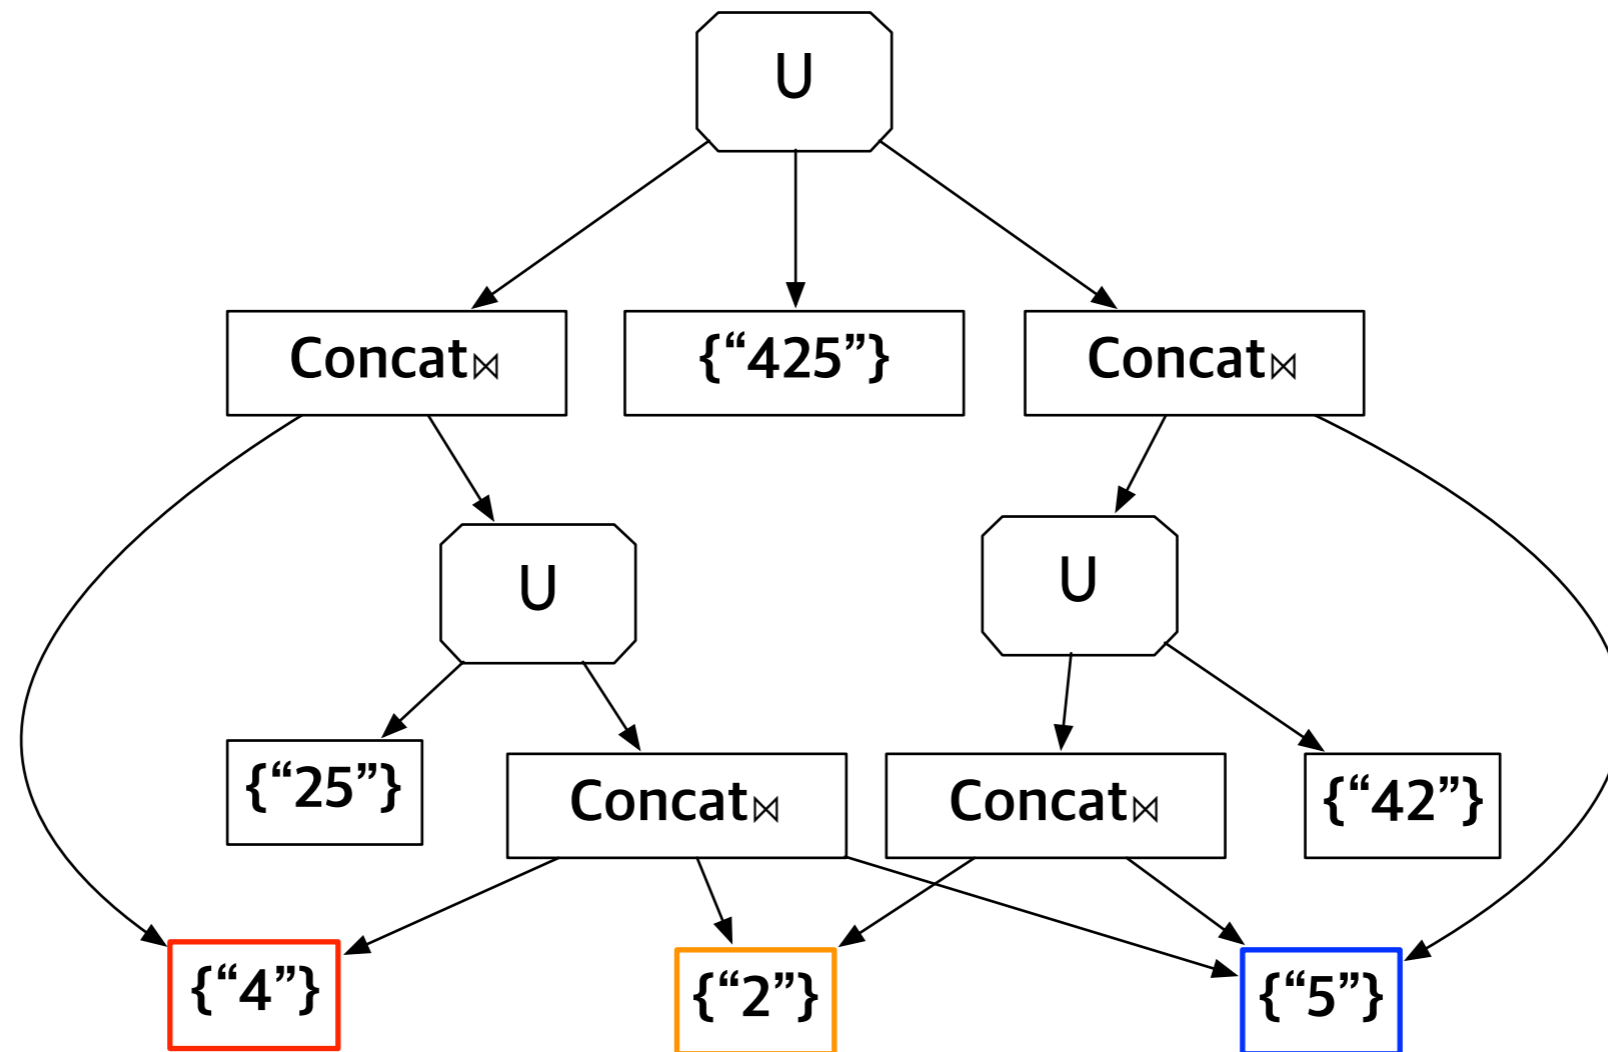 U
Concat⋈
{“425”}
Concat⋈
U
U
{“25”}
Concat⋈
Concat⋈
{“42”}
{“4”}
{“2”}
{“5”}